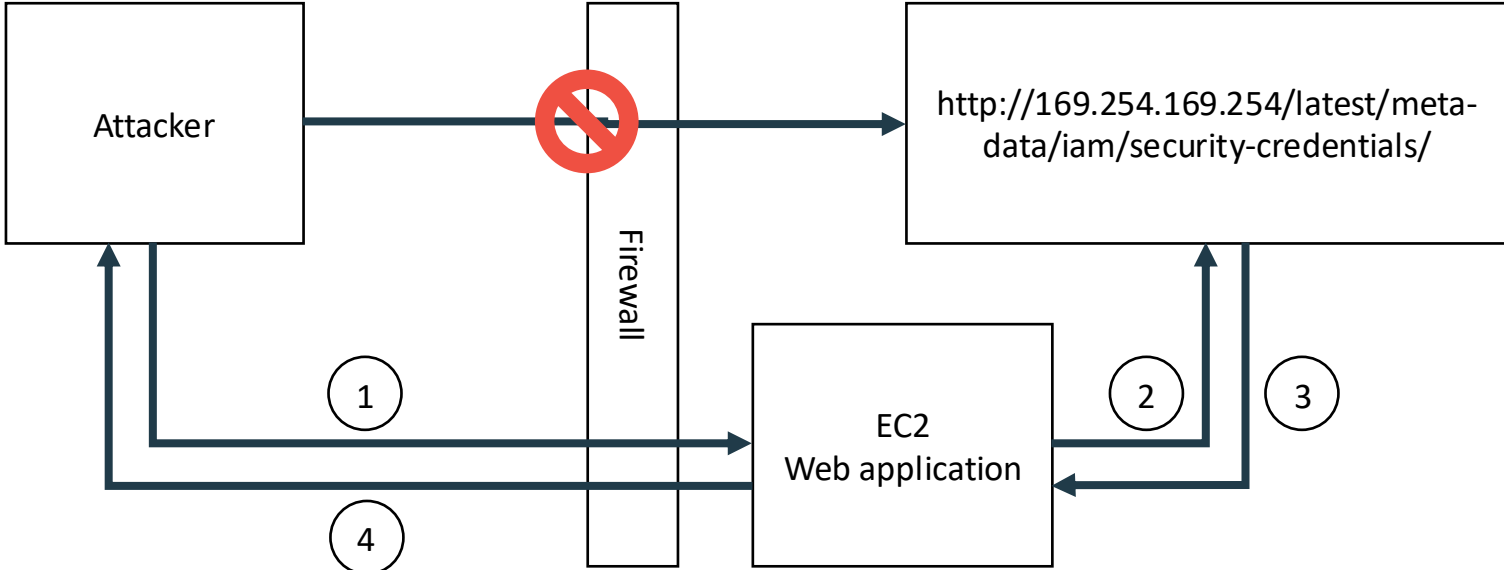 Attacker
http://169.254.169.254/latest/meta-
data/iam/security-credentials/
Firewall
1
2
3
EC2
Web application
4